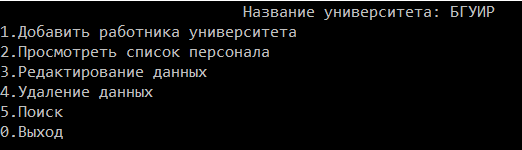 Название университета: БГУИР
1.Добавить работника университета
2.Просмотреть список персонала
3.Редактирование данных
4.Удаление данных
5.Поиск
0.Выход